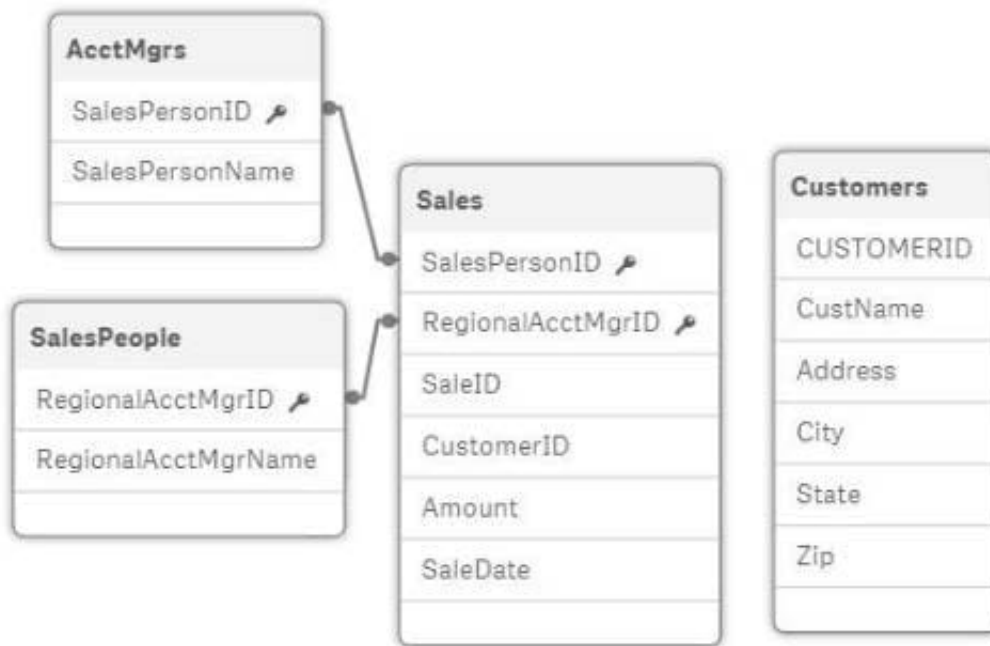 AcctMgrs
SalesPersonID
SalesPersonName
SalesPeople
RegionalAcctMgrID
RegionalAcctMgrName
Sales
SalesPersonID
RegionalAcctMgrID
SaleID
CustomerID
Amount
SaleDate
Customers
CUSTOMERID
CustName
Address
City
State
Zip